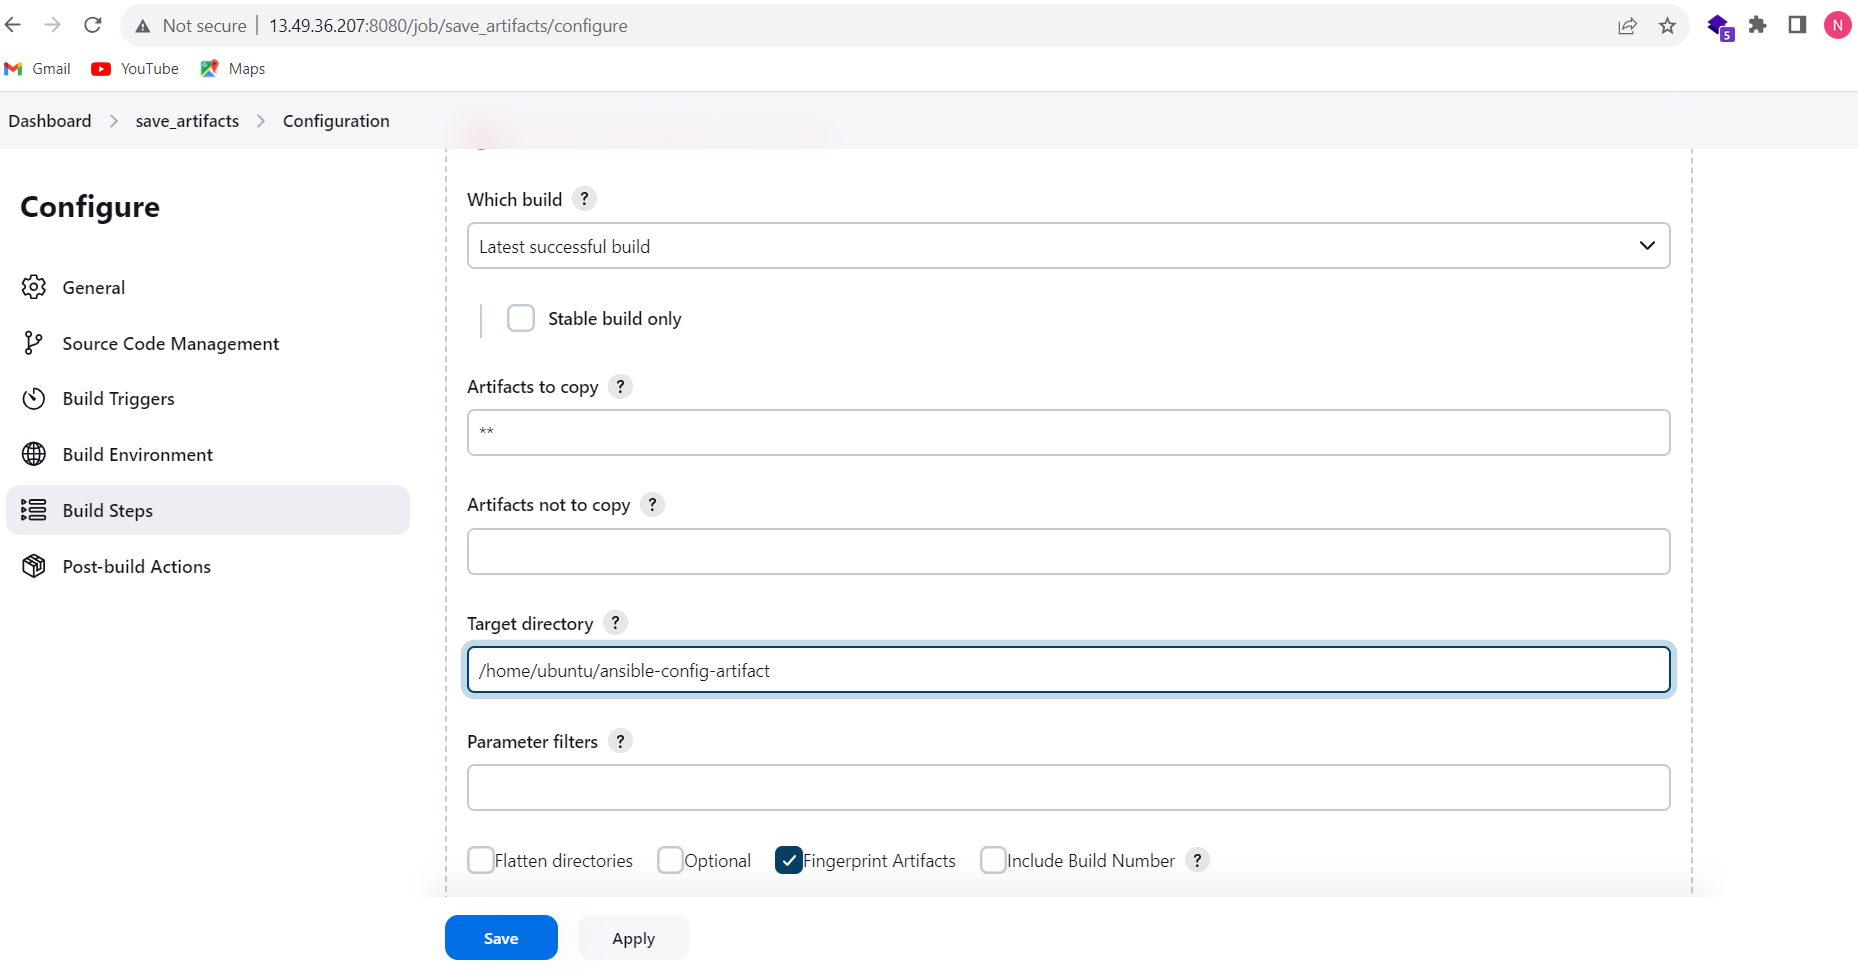 Not secure | 13.49.36.207:8080/job/save_artifacts/configure
5
N
Gmail YouTube Maps
Dashboard > save_artifacts > Configuration
Configure
General
Source Code Management
Build Triggers
Build Environment
Build Steps
Post-build Actions
Which build ?
Latest successful build
Stable build only
Artifacts to copy ?
**
Artifacts not to copy ?
Target directory ?
/home/ubuntu/ansible-config-artifact
Parameter filters ?
Flatten directories Optional Fingerprint Artifacts Include Build Number ?
Save Apply